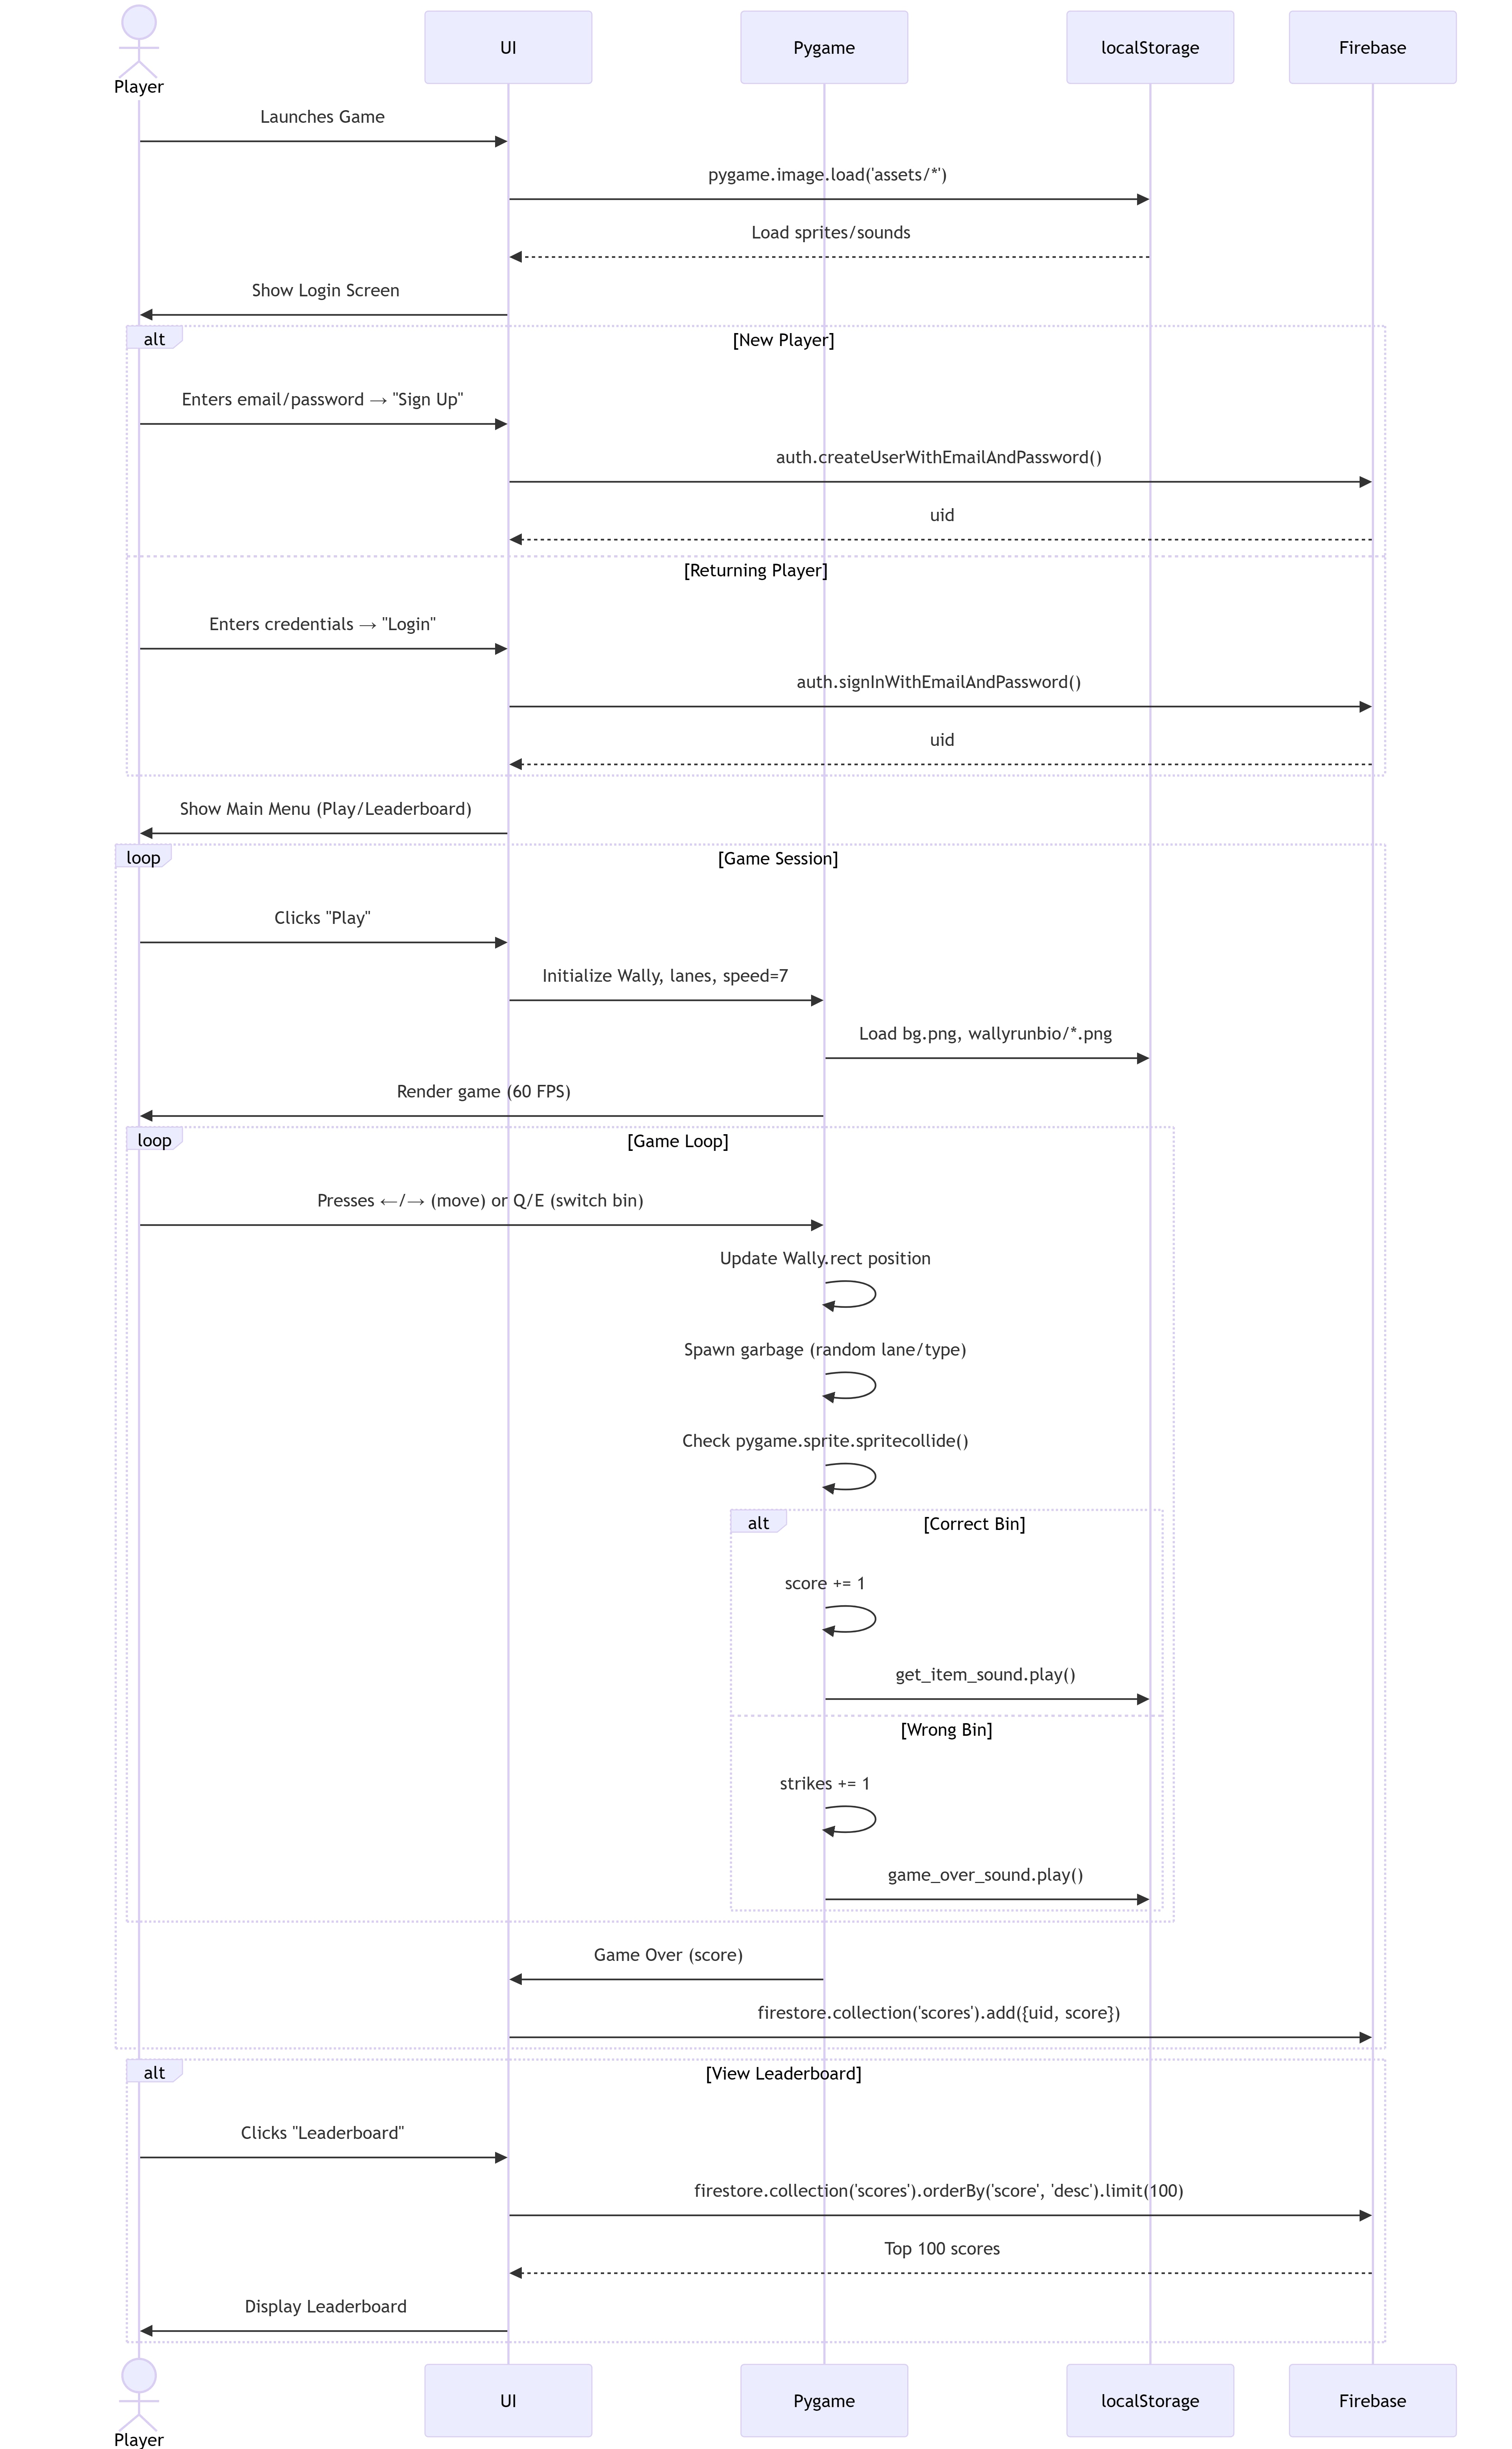 Player
UI
Pygame
localStorage
Firebase
Launches Game
pygame.image.load('assets/*')
Load sprites/sounds
Show Login Screen
alt
[New Player]
Enters email/password → "Sign Up"
auth.createUserWithEmailAndPassword()
uid
[Returning Player]
Enters credentials → "Login"
auth.signInWithEmailAndPassword()
uid
Show Main Menu (Play/Leaderboard)
loop
[Game Session]
Clicks "Play"
Initialize Wally, lanes, speed=7
Load bg.png, wallyrunbio/*.png
Render game (60 FPS)
loop
[Game Loop]
Presses ←/→ (move) or Q/E (switch bin)
Update Wally.rect position
Spawn garbage (random lane/type)
Check pygame.sprite.spritecollide()
alt
[Correct Bin]
score += 1
get_item_sound.play()
[Wrong Bin]
strikes += 1
game_over_sound.play()
Game Over (score)
firestore.collection('scores').add({uid, score})
alt
[View Leaderboard]
Clicks "Leaderboard"
firestore.collection('scores').orderBy('score', 'desc').limit(100)
Top 100 scores
Display Leaderboard
Player
UI
Pygame
localStorage
Firebase